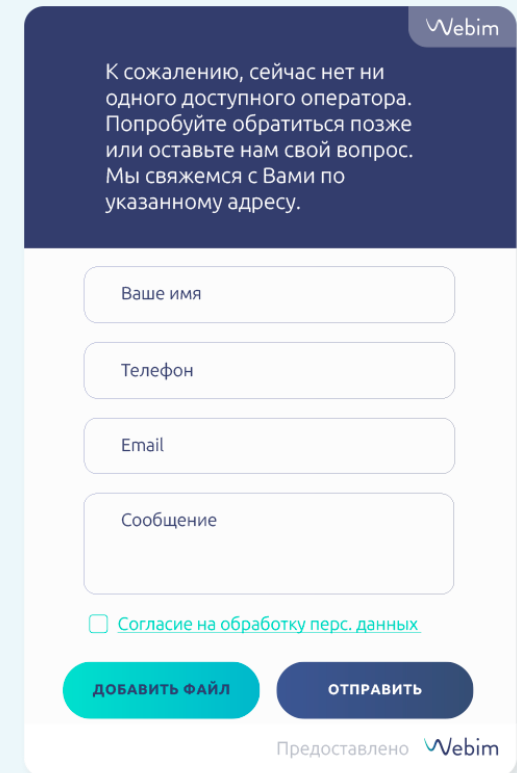 Webim
К сожалению, сейчас нет ни
одного доступного оператора.
Попробуйте обратиться позже
или оставьте нам свой вопрос.
Мы свяжемся с Вами по
указанному адресу.
Ваше имя
Телефон
Email
Сообщение
Согласие на обработку перс. данных
ДОБАВИТЬ ФАЙЛ ОТПРАВИТЬ
Предоставлено Webim